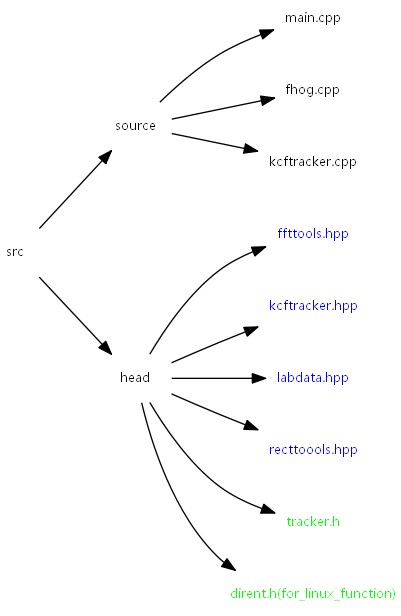 main.cpp
fhog.cpp
source
kcftracker.cpp
ffttools.hpp
src
kcftracker.hpp
head
labdata.hpp
recttoools.hpp
tracker.h
dirent.h(for_linux_function)